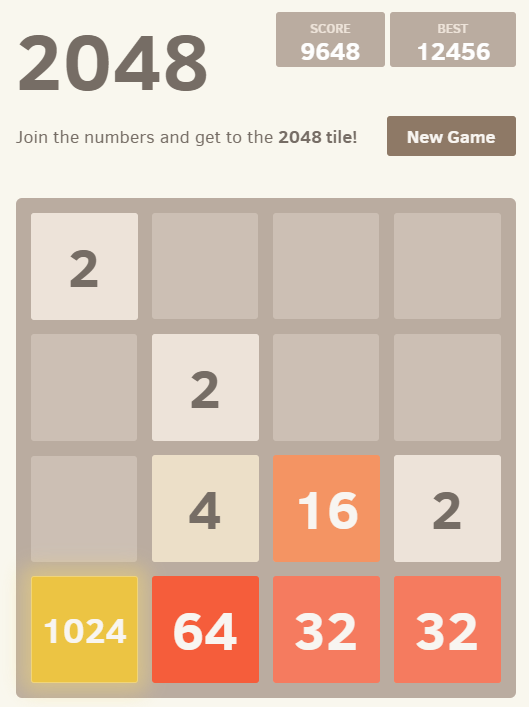 2048
SCORE
9648
BEST
12456
Join the numbers and get to the 2048 tile!
New Game
2
2
4 16 2
1024 64 32 32